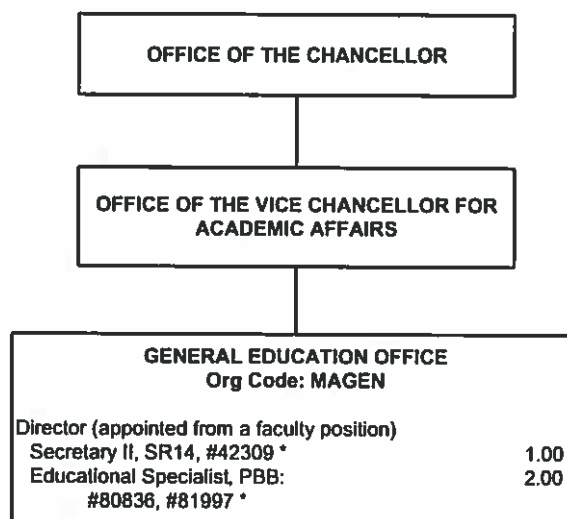 OFFICE OF THE CHANCELLOR
OFFICE OF THE VICE CHANCELLOR FOR
ACADEMIC AFFAIRS
GENERAL EDUCATION OFFICE
Org Code: MAGEN
Director (appointed from a faculty position)
Secretary II, SR14, #42309 * 1.00
Educational Specialist, PBB: 2.00
#80836, #81997 *